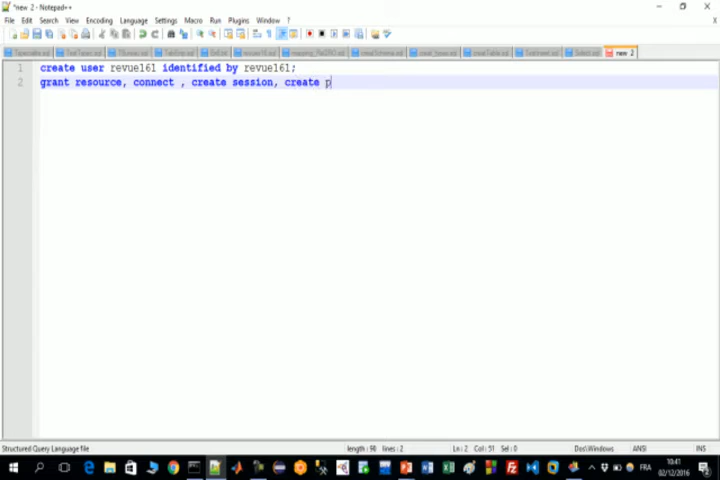 *new 2 - Notepad++
File Edit Search View Encoding Language Settings Macro Run Plugins Window ?
new 2
1 create user revue161 identified by revue161;
2 grant resource, connect , create session, create p
Structured Query Language file length : 98 lines : 2 Ln : 2 Col : 51 Sel : 0 Dos\Windows ANSI INS
FRA
10:41
02/12/2016